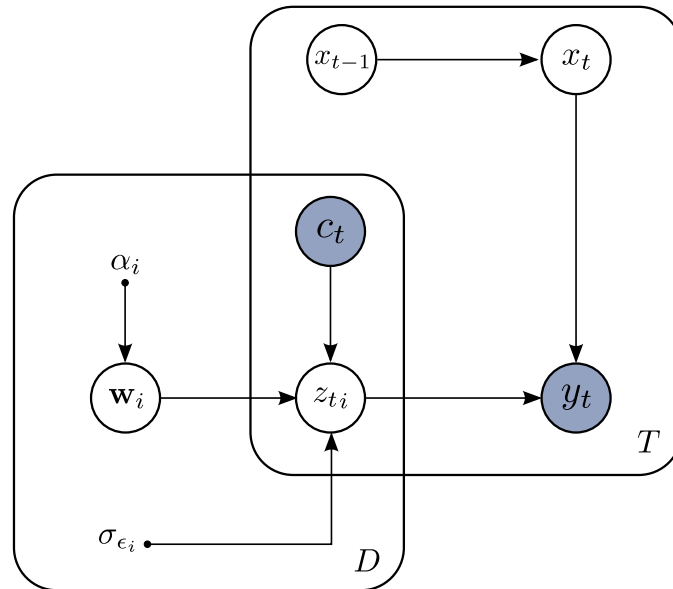 x_{t−1} x_t
c_t
α_i
w_i z_{ti} y_t
T
σ_{ϵ_i} D